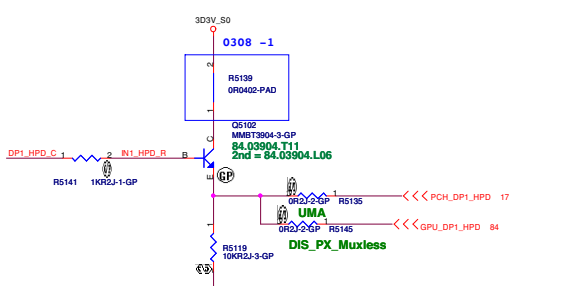 3D3V_S0
0308 -1
2
R5139
0R0402-PAD
1
Q5102
MMBT3904-3-GP
84.03904.T11
2nd = 84.03904.L06
C
DP1_HPD_C 1 2 IN1_HPD_R B
R5141 1KR2J-1-GP
E GP
1 PCH_DP1_HPD 17
0R2J-2-GP R5135
UMA
1 GPU_DP1_HPD 84
0R2J-2-GP R5145
DIS_PX_Muxless
1
R5119
10KR2J-3-GP